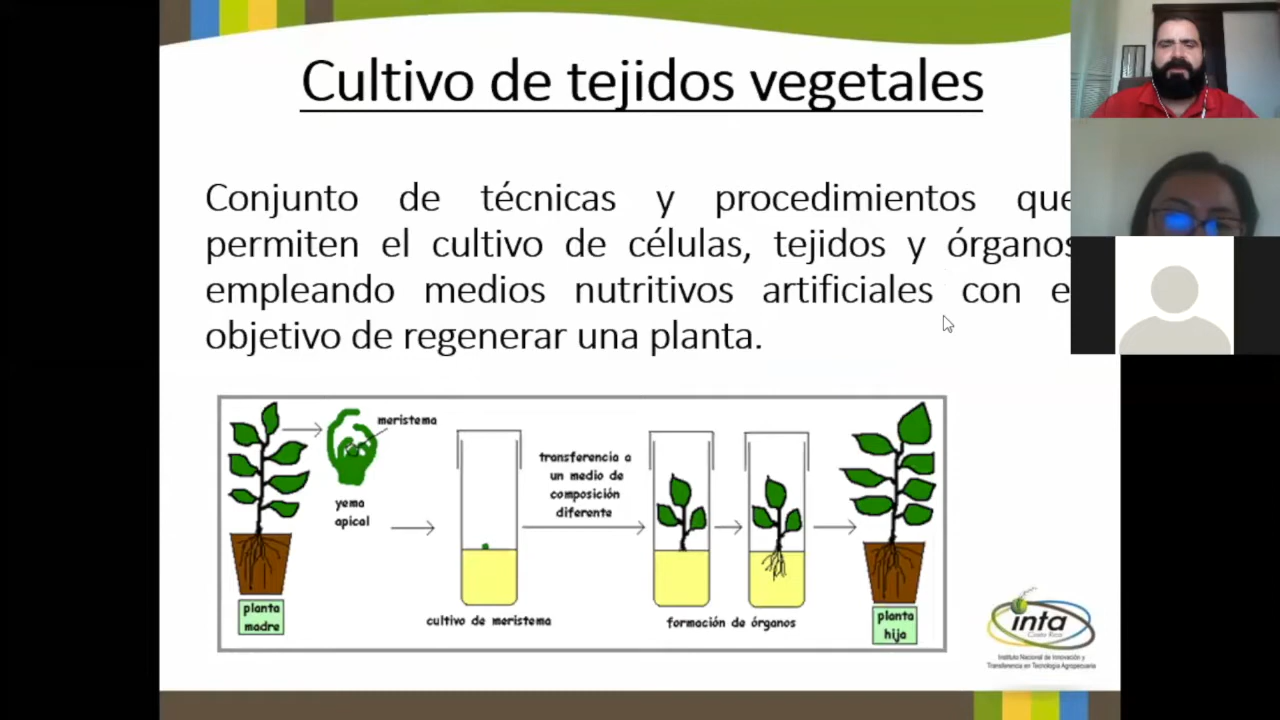 Cultivo de tejidos vegetales
Conjunto de técnicas y procedimientos que
permiten el cultivo de células, tejidos y órganos
empleando medios nutritivos artificiales con e
objetivo de regenerar una planta.
meristema
yema
apical
transferencia a
un medio de
composición
diferente
planta
madre
cultivo de meristema
formación de órganos
planta
hija
inta
Costa Rica
Instituto Nacional de Innovación y
Transferencia en Tecnología Agropecuaria